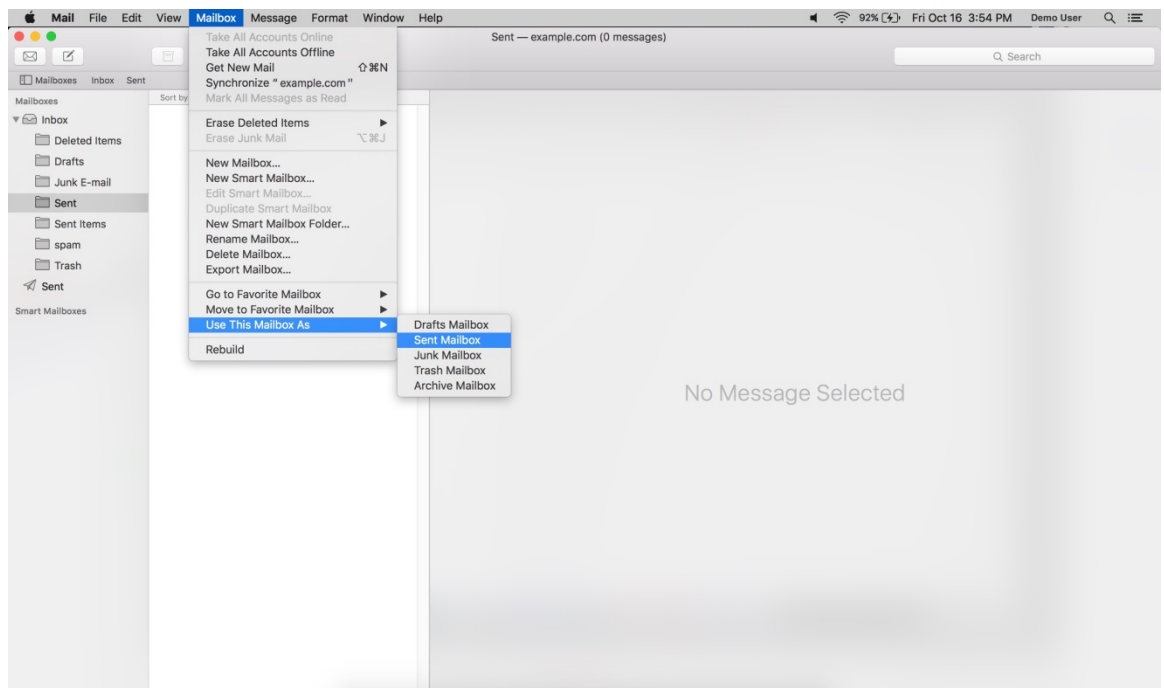 Mail File Edit View Mailbox Message Format Window Help 92% Fri Oct 16 3:54 PM Demo User
Sent — example.com (0 messages)
Search
Mailboxes Inbox Sent
Mailboxes
Inbox
Deleted Items
Drafts
Junk E-mail
Sent
Sent Items
spam
Trash
Sent
Smart Mailboxes
Sort by
Take All Accounts Online
Take All Accounts Offline
Get New Mail ⇧⌘N
Synchronize "example.com"
Mark All Messages as Read
Erase Deleted Items ▶
Erase Junk Mail ⌥⌘J
New Mailbox...
New Smart Mailbox...
Edit Smart Mailbox...
Duplicate Smart Mailbox
New Smart Mailbox Folder...
Rename Mailbox...
Delete Mailbox...
Export Mailbox...
Go to Favorite Mailbox ▶
Move to Favorite Mailbox ▶
Use This Mailbox As ▶
Rebuild
Drafts Mailbox
Sent Mailbox
Junk Mailbox
Trash Mailbox
Archive Mailbox
No Message Selected